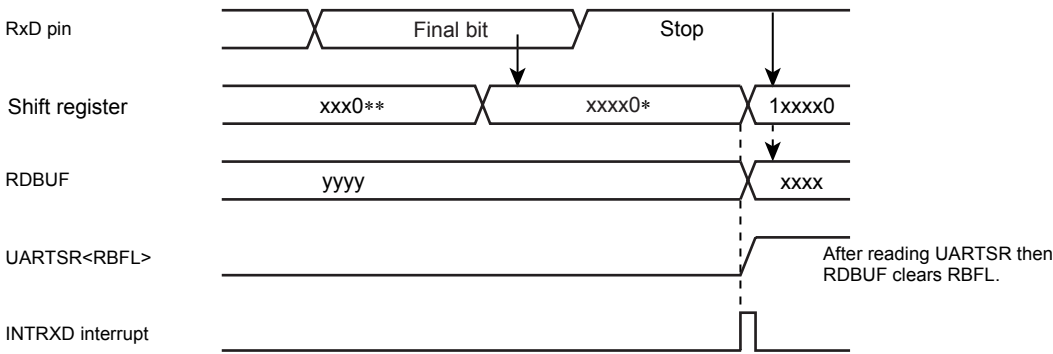 RxD pin
Final bit
Stop
Shift register
xxx0**
xxxx0*
1xxxx0
RDBUF
yyyy
xxxx
UARTSR<RBFL>
After reading UARTSR then
RDBUF clears RBFL.
INTRXD interrupt